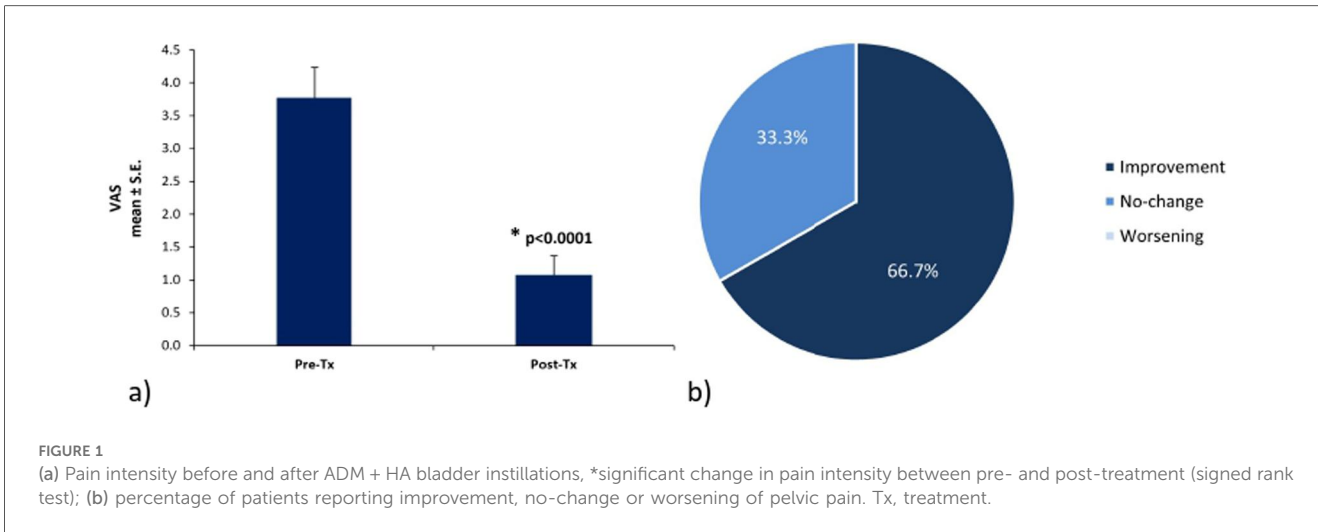 4.5
4.0
3.5
3.0
2.5
2.0
1.5
1.0
0.5
0.0
VAS
mean ± S.E.
* p<0.0001
Pre-Tx
Post-Tx
a)
33.3%
66.7%
b)
Improvement
No-change
Worsening
FIGURE 1
(a) Pain intensity before and after ADM + HA bladder instillations, *significant change in pain intensity between pre- and post-treatment (signed rank
test); (b) percentage of patients reporting improvement, no-change or worsening of pelvic pain. Tx, treatment.